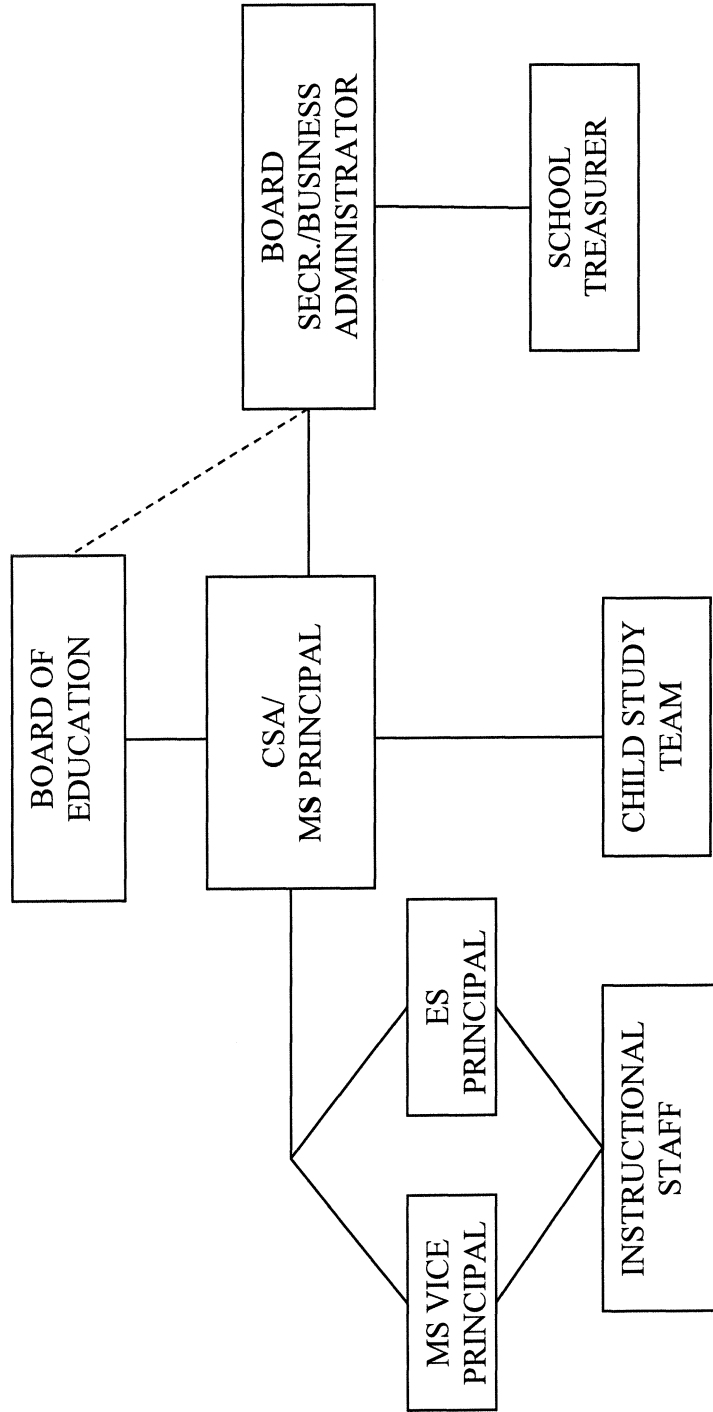 BOARD OF
EDUCATION
CSA/
MS PRINCIPAL
BOARD
SECR./BUSINESS
ADMINISTRATOR
MS VICE
PRINCIPAL
ES
PRINCIPAL
INSTRUCTIONAL
STAFF
CHILD STUDY
TEAM
SCHOOL
TREASURER